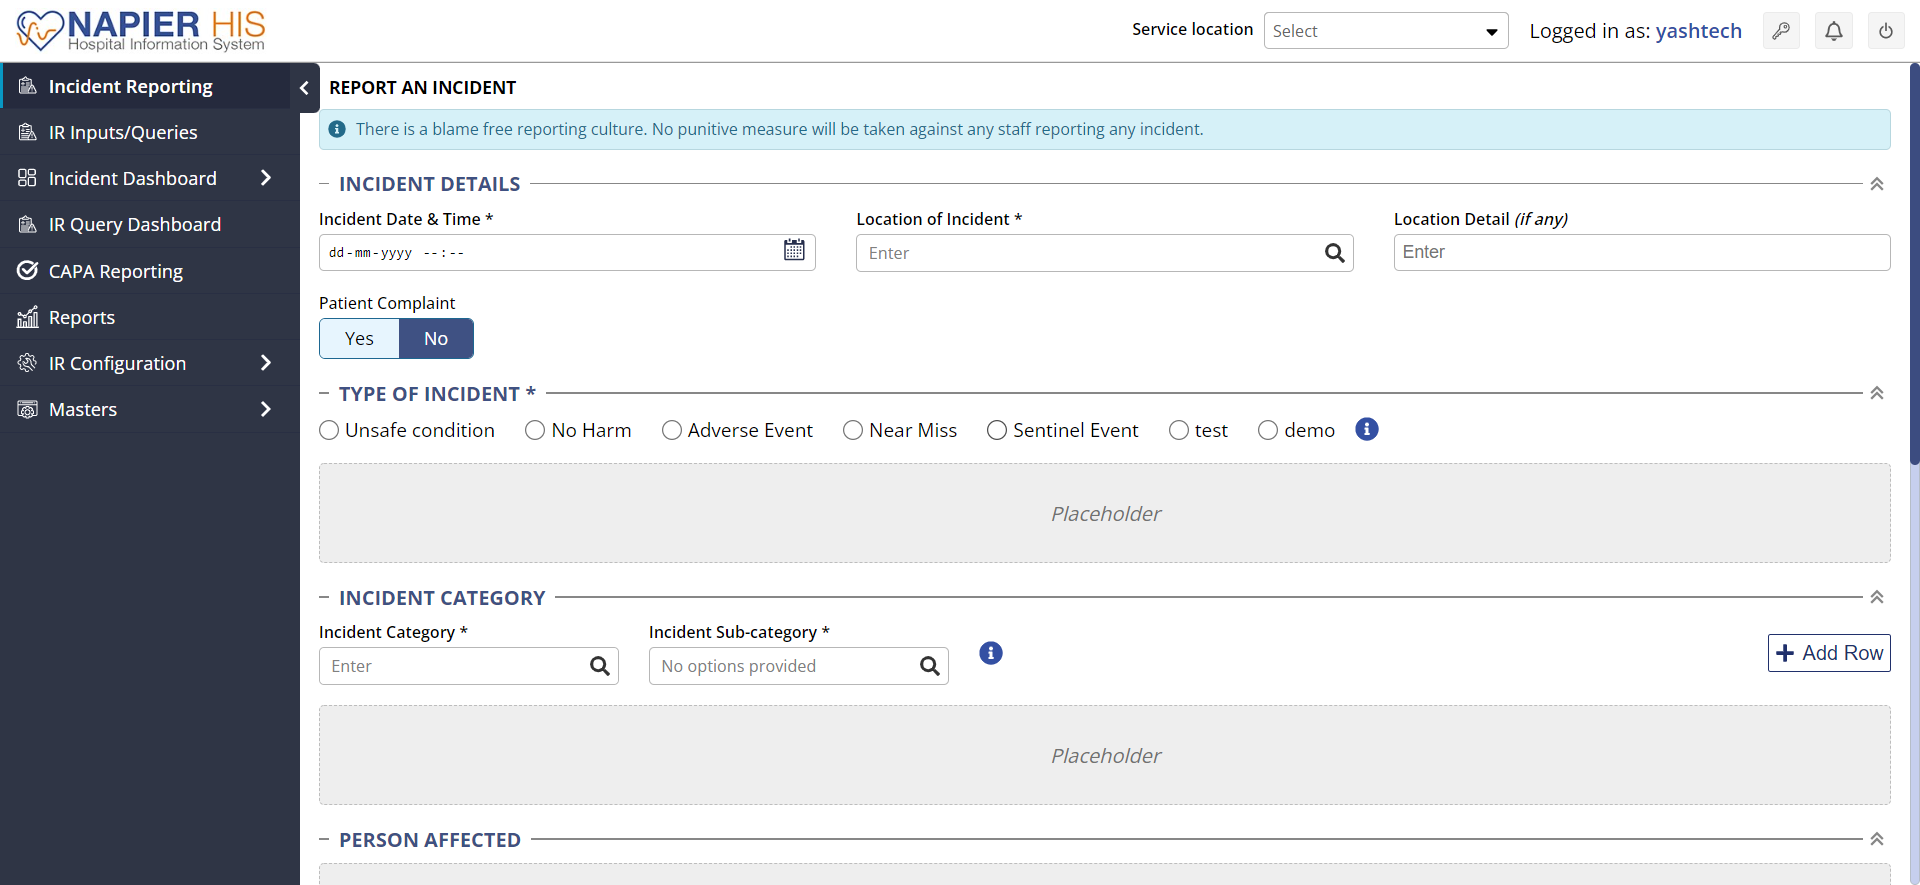 NAPIER HIS
Hospital Information System
Service location
Select
Logged in as: yashtech
Incident Reporting
IR Inputs/Queries
Incident Dashboard
IR Query Dashboard
CAPA Reporting
Reports
IR Configuration
Masters
REPORT AN INCIDENT
There is a blame free reporting culture. No punitive measure will be taken against any staff reporting any incident.
INCIDENT DETAILS
Incident Date & Time * Location of Incident * Location Detail (if any)
dd-mm-yyyy --:-- Enter Enter
Patient Complaint
Yes No
TYPE OF INCIDENT *
Unsafe condition No Harm Adverse Event Near Miss Sentinel Event test demo
Placeholder
INCIDENT CATEGORY
Incident Category * Incident Sub-category *
Enter No options provided
Add Row
Placeholder
PERSON AFFECTED